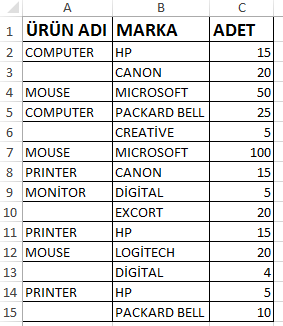 A B C
1 ÜRÜN ADI MARKA ADET
2 COMPUTER HP 15
3 CANON 20
4 MOUSE MICROSOFT 50
5 COMPUTER PACKARD BELL 25
6 CREATİVE 5
7 MOUSE MICROSOFT 100
8 PRINTER CANON 15
9 MONİTOR DİGİTAL 5
10 EXCORT 20
11 PRINTER HP 15
12 MOUSE LOGİTECH 20
13 DİGİTAL 4
14 PRINTER HP 5
15 PACKARD BELL 10